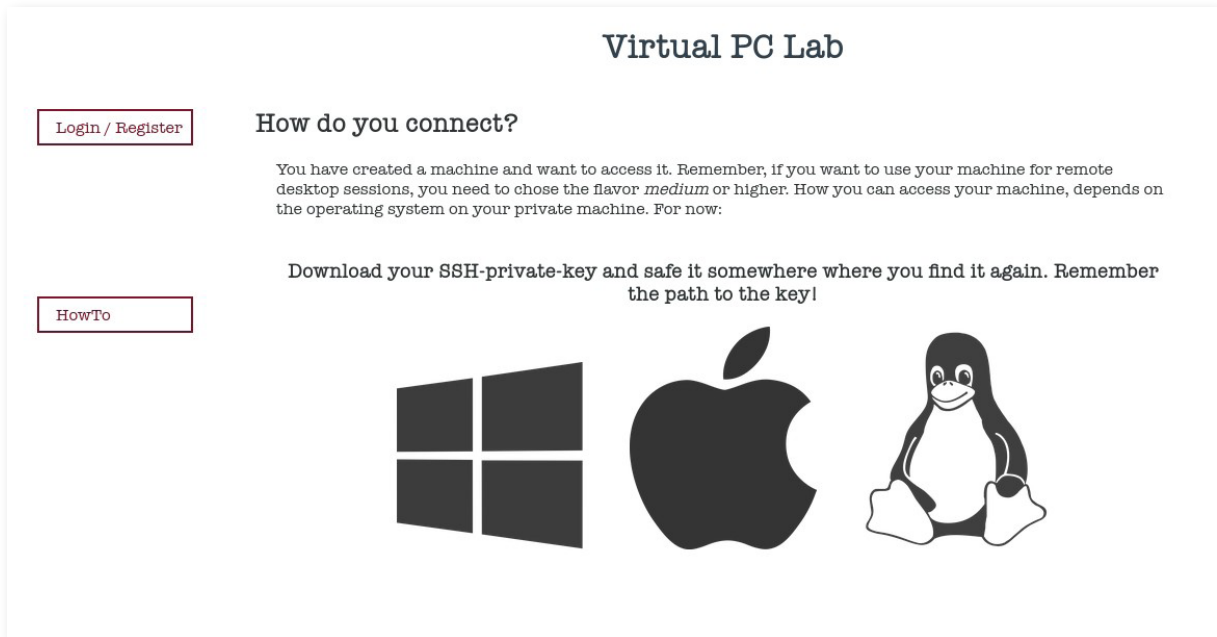 Virtual PC Lab
Login / Register
How do you connect?
You have created a machine and want to access it. Remember, if you want to use your machine for remote
desktop sessions, you need to chose the flavor medium or higher. How you can access your machine, depends on
the operating system on your private machine. For now:
Download your SSH-private-key and safe it somewhere where you find it again. Remember
the path to the key!
HowTo